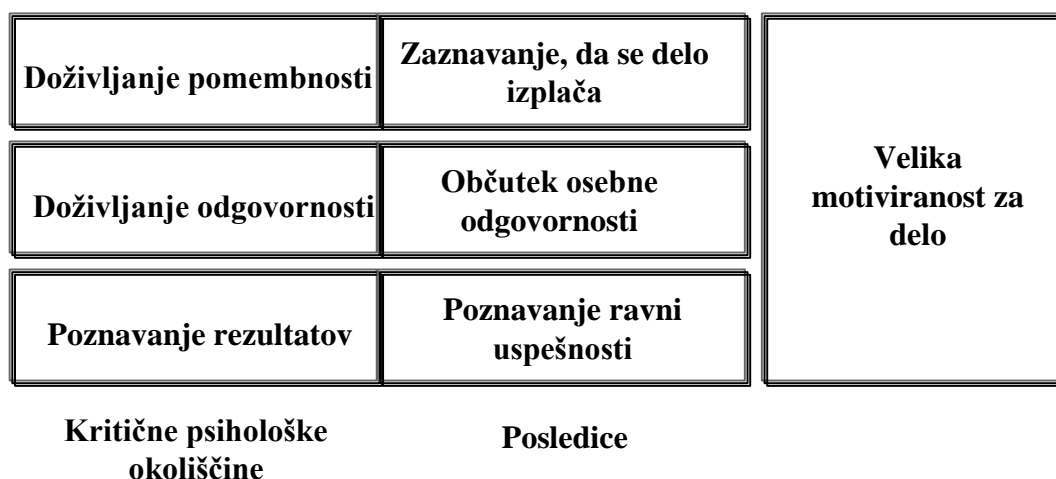 Doživljanje pomembnosti
Zaznavanje, da se delo
izplača
Doživljanje odgovornosti
Občutek osebne
odgovornosti
Poznavanje rezultatov
Poznavanje ravni
uspešnosti
Velika
motiviranost za
delo
Kritične psihološke
okoliščine
Posledice